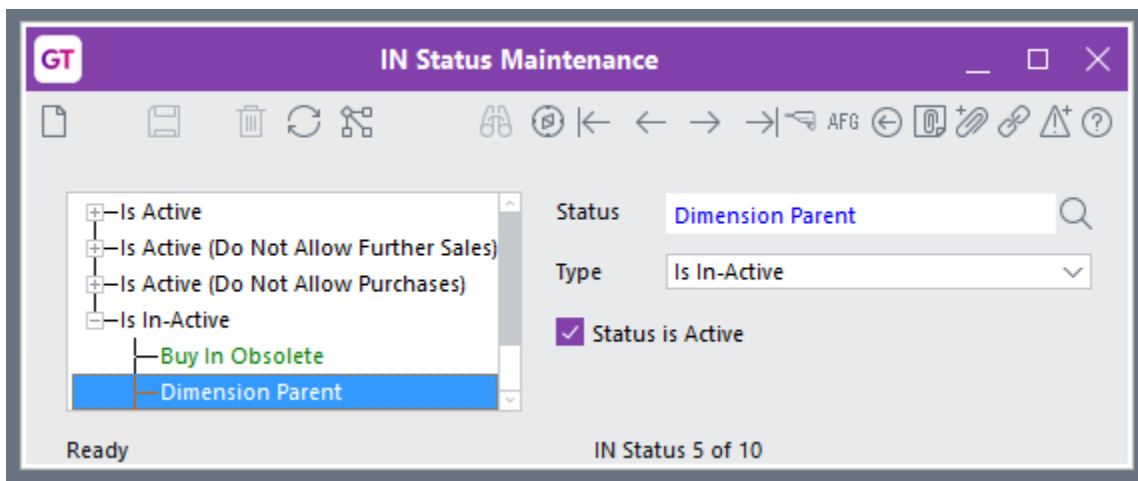 GT IN Status Maintenance
AFG
Is Active
Is Active (Do Not Allow Further Sales)
Is Active (Do Not Allow Purchases)
Is In-Active
Buy In Obsolete
Dimension Parent
Status Dimension Parent
Type Is In-Active
Status is Active
Ready IN Status 5 of 10